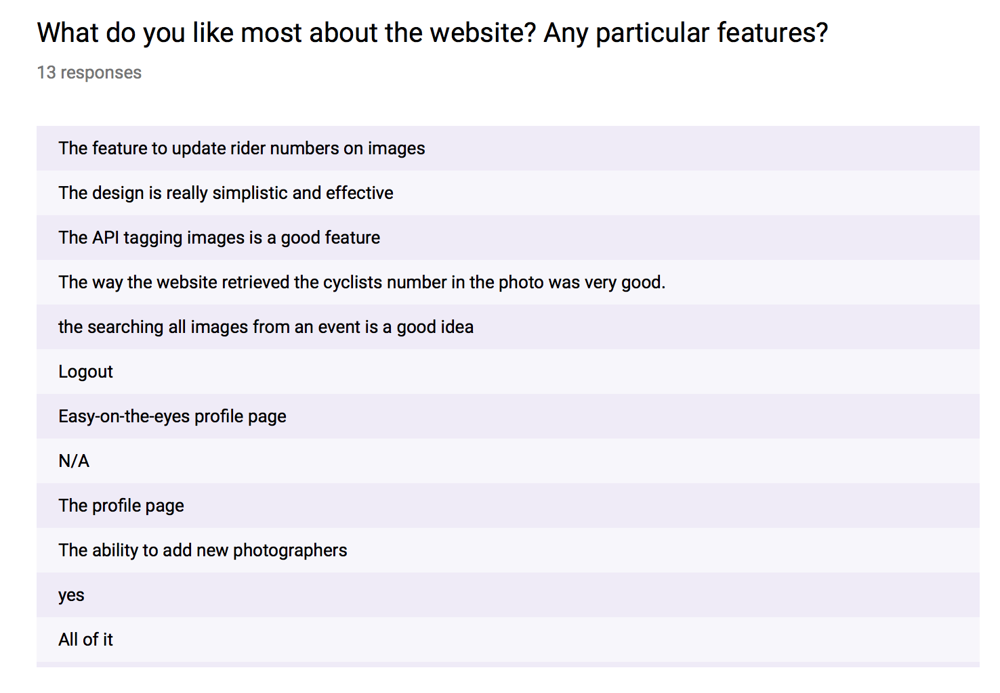 What do you like most about the website? Any particular features?
13 responses
The feature to update rider numbers on images
The design is really simplistic and effective
The API tagging images is a good feature
The way the website retrieved the cyclists number in the photo was very good.
the searching all images from an event is a good idea
Logout
Easy-on-the-eyes profile page
N/A
The profile page
The ability to add new photographers
yes
All of it